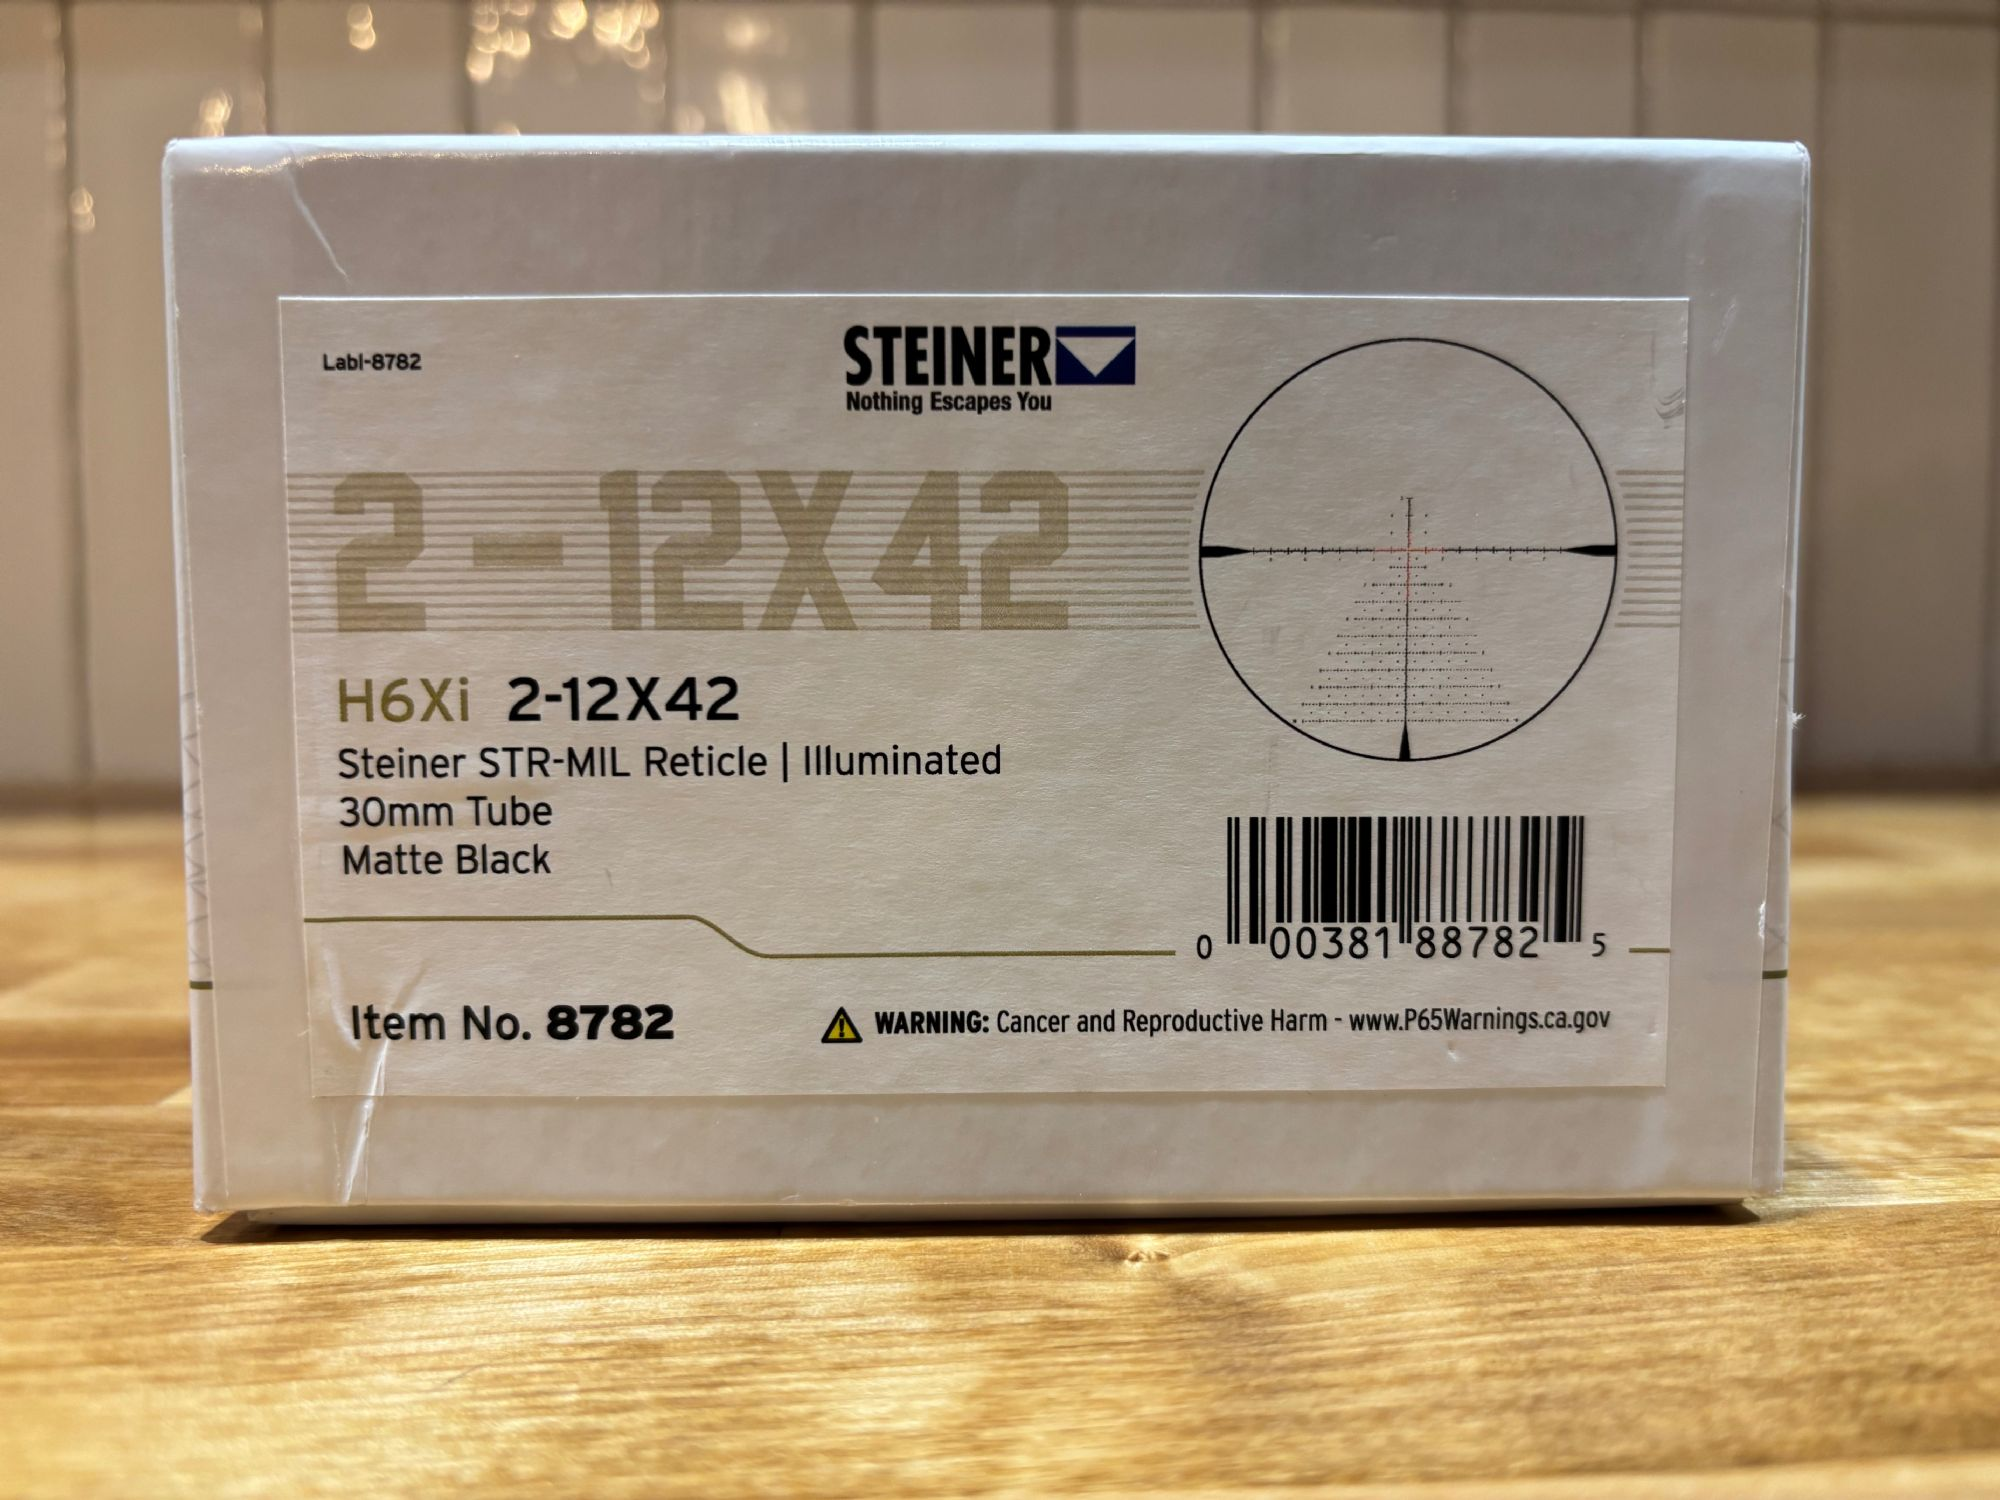 Labl-8782
STEINER
Nothing Escapes You
2-12X42
H6Xi 2-12X42
Steiner STR-MIL Reticle | Illuminated
30mm Tube
Matte Black
0 00381 88782 5
Item No. 8782
WARNING: Cancer and Reproductive Harm - www.P65Warnings.ca.gov